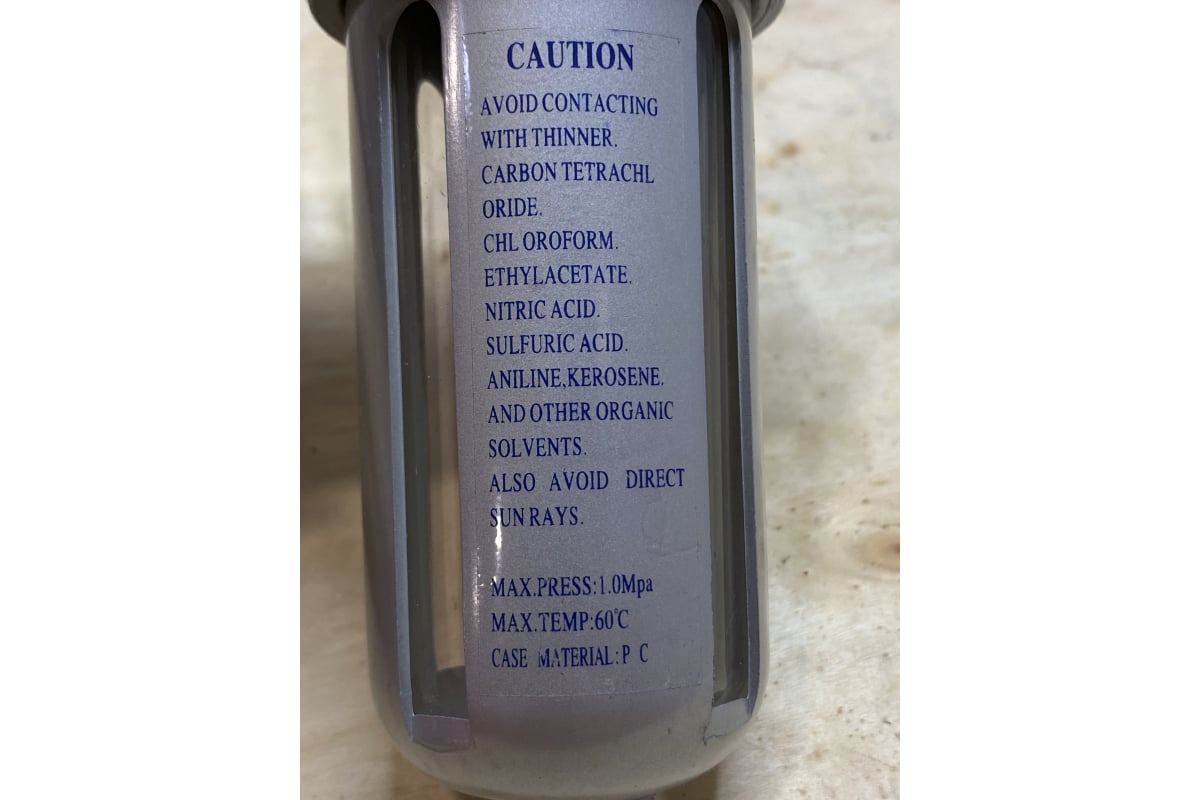 CAUTION
AVOID CONTACTING
WITH THINNER.
CARBON TETRACHL
ORIDE.
CHL OROFORM.
ETHYLACETATE.
NITRIC ACID.
SULFURIC ACID.
ANILINE,KEROSENE.
AND OTHER ORGANIC
SOLVENTS.
ALSO AVOID DIRECT
SUN RAYS.
MAX.PRESS:1.0Mpa
MAX.TEMP:60℃
CASE MATERIAL:P C